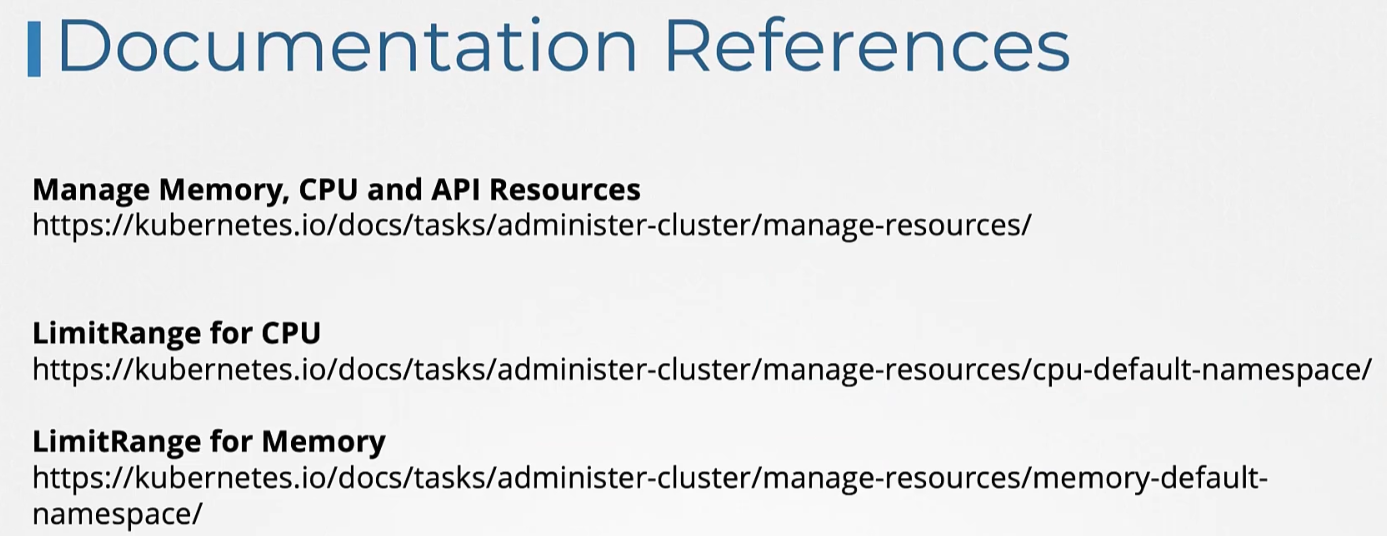 Documentation References
Manage Memory, CPU and API Resources
https://kubernetes.io/docs/tasks/administer-cluster/manage-resources/
LimitRange for CPU
https://kubernetes.io/docs/tasks/administer-cluster/manage-resources/cpu-default-namespace/
LimitRange for Memory
https://kubernetes.io/docs/tasks/administer-cluster/manage-resources/memory-default-
namespace/